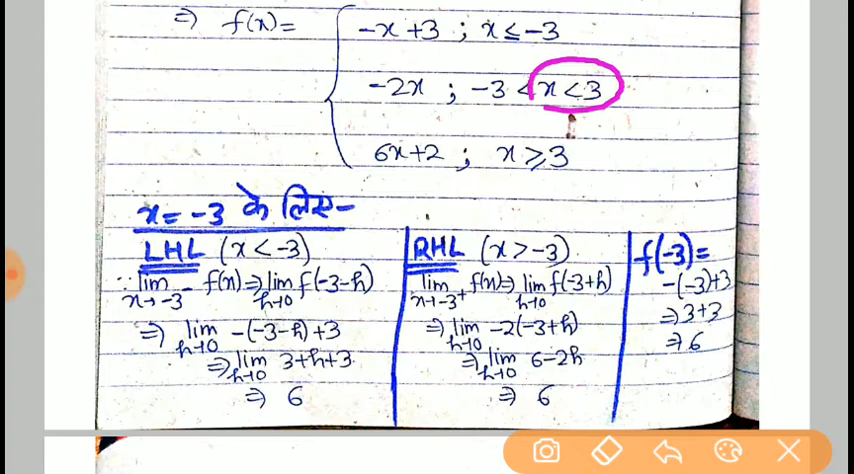 ⇒ f(x)= { -x+3 ; x ≤ -3
-2x ; -3 < x < 3
6x+2 ; x ≥ 3
x = -3 के लिए -
LHL (x < -3)
∵ lim x→-3⁻ f(x) ⇒ lim h→0 f(-3-h)
⇒ lim h→0 -(-3-h)+3
⇒ lim h→0 3+h+3
⇒ 6
RHL (x > -3)
lim x→-3⁺ f(x) ⇒ lim h→0 f(-3+h)
⇒ lim h→0 -2(-3+h)
⇒ lim h→0 6-2h
⇒ 6
f(-3)=
-(-3)+3
⇒ 3+3
⇒ 6